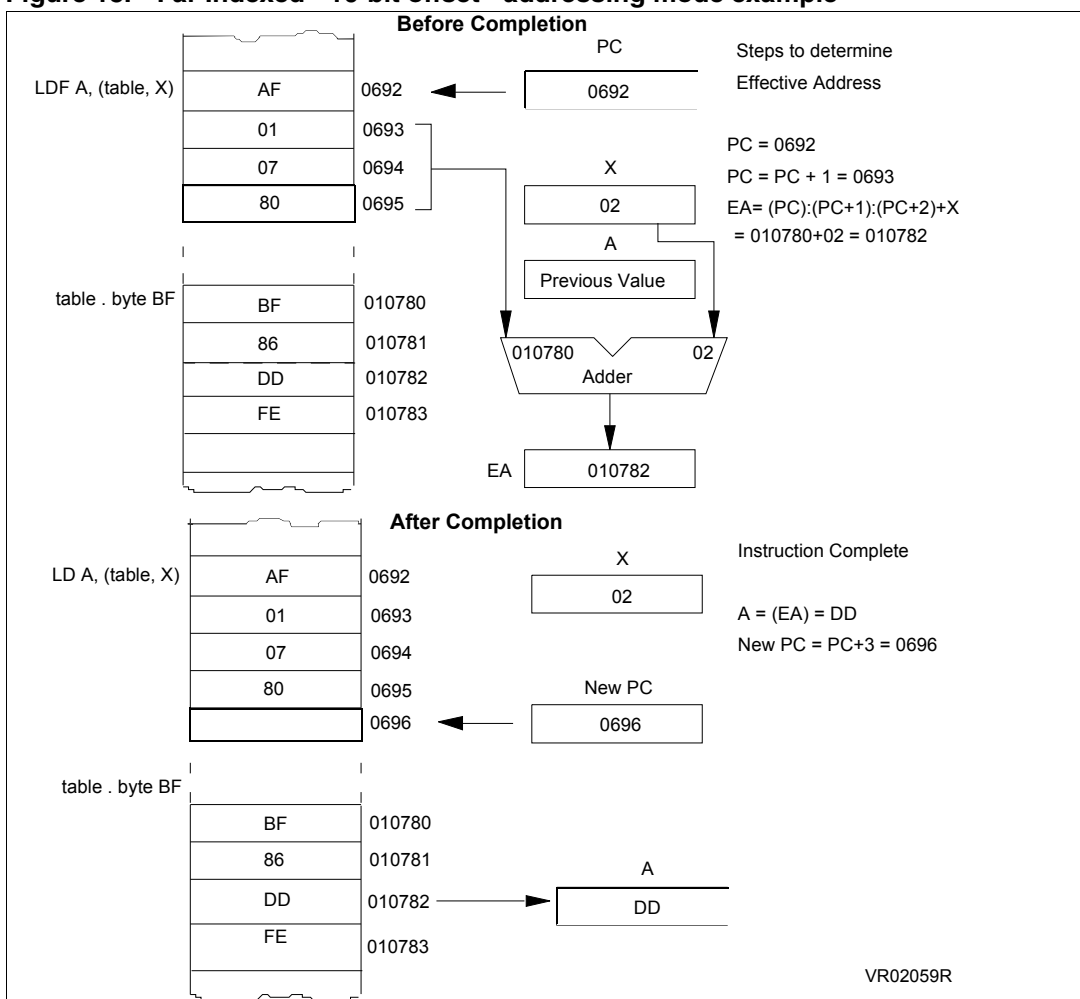 Figure Far Indexed offset - addressing mode example
Before Completion
PC
Steps to determine
Effective Address
LDF A, (table, X)
AF
0692
0692
01
0693
07
0694
80
0695
PC = 0692
PC = PC + 1 = 0693
EA= (PC):(PC+1):(PC+2)+X
= 010780+02 = 010782
X
02
A
Previous Value
table . byte BF
BF
010780
86
010781
DD
010782
FE
010783
010780
02
Adder
EA
010782
After Completion
LD A, (table, X)
AF
0692
01
0693
07
0694
80
0695
0696
X
02
Instruction Complete
A = (EA) = DD
New PC = PC+3 = 0696
New PC
0696
table . byte BF
BF
010780
86
010781
DD
010782
FE
010783
A
DD
VR02059R